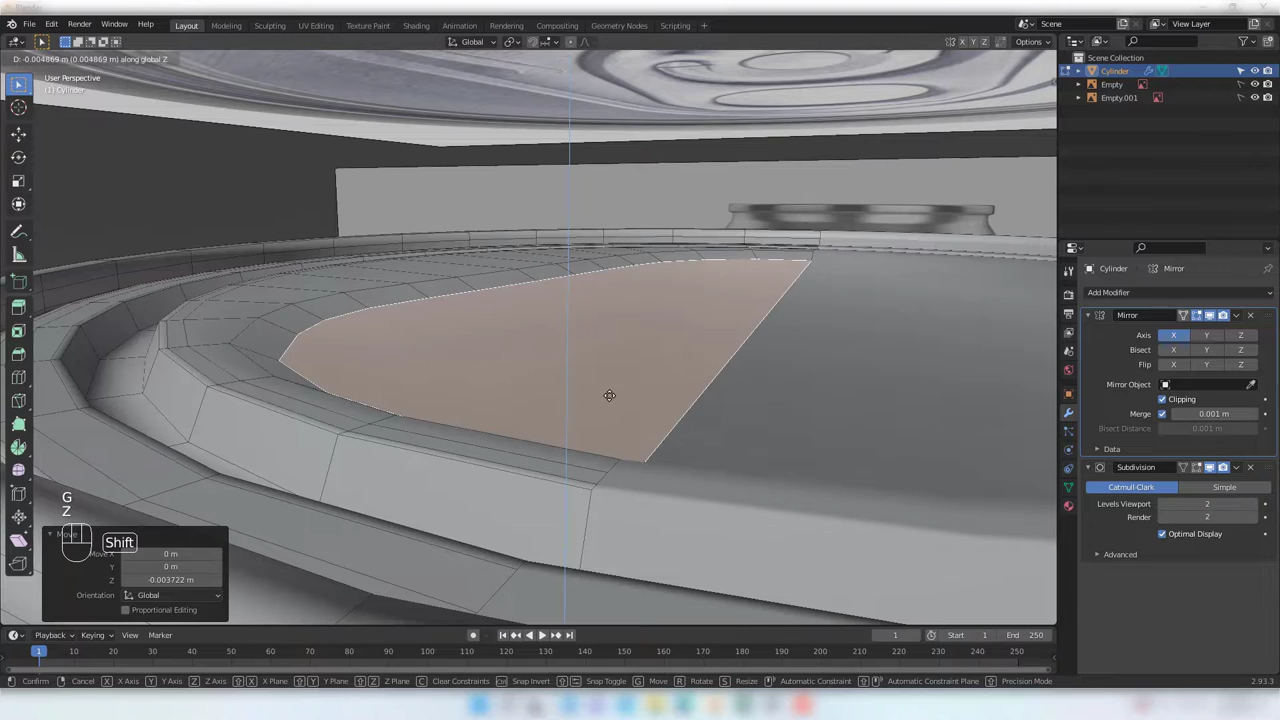 File Edit Render Window Help
Layout Modeling Sculpting UV Editing Texture Paint Shading Animation Rendering Compositing Geometry Nodes Scripting +
Scene
View Layer
Global
X Y Z
Options
D: -0.004869 m (0.004869 m) along global Z
User Perspective
(1) Cylinder
Scene Collection
Cylinder
Empty
Empty.001
Cylinder
Mirror
Add Modifier
Mirror
Axis X Y Z
Bisect X Y Z
Flip X Y Z
Mirror Object
Clipping
Merge 0.001 m
Bisect Distance 0.001 m
Data
Subdivision
Catmull-Clark Simple
Levels Viewport 2
Render 2
Optimal Display
Advanced
G
Z
Shift
Move
Move X 0 m
Y 0 m
Z -0.003722 m
Orientation Global
Proportional Editing
Playback Keying View Marker
1
Start 1
End 250
1 10 20 30 40 50 60 70 80 90 100 110 120 130 140 150 160 170 180 190 200 210 220 230 240 250
Confirm Cancel X X Axis Y Y Axis Z Z Axis X X Plane Y Y Plane Z Z Plane C Clear Constraints Snap Invert Snap Toggle G Move R Rotate S Resize Automatic Constraint Automatic Constraint Plane Precision Mode
2.93.3